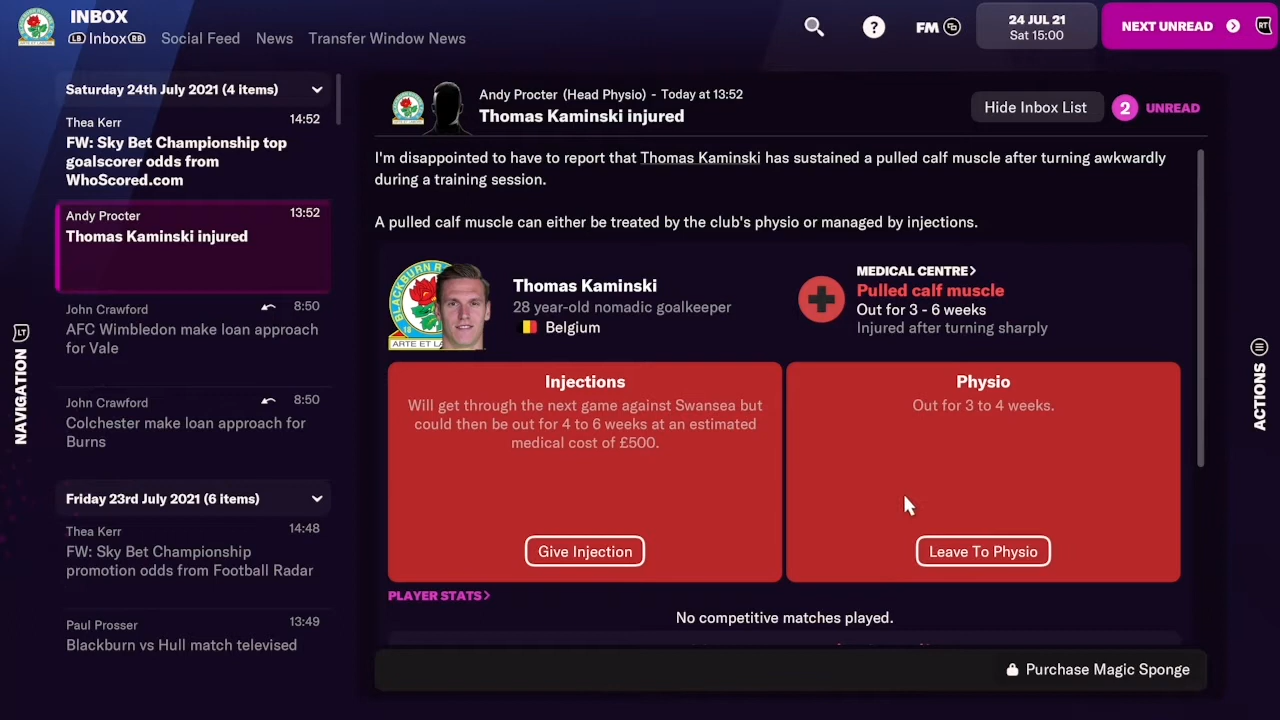 INBOX
LB Inbox RB Social Feed News Transfer Window News
? FM 24 JUL 21
Sat 15:00
NEXT UNREAD RT
Saturday 24th July 2021 (4 items)
Thea Kerr 14:52
FW: Sky Bet Championship top
goalscorer odds from
WhoScored.com
Andy Procter 13:52
Thomas Kaminski injured
John Crawford 8:50
AFC Wimbledon make loan approach
for Vale
John Crawford 8:50
Colchester make loan approach for
Burns
Friday 23rd July 2021 (6 items)
Thea Kerr 14:48
FW: Sky Bet Championship
promotion odds from Football Radar
Paul Prosser 13:49
Blackburn vs Hull match televised
NAVIGATION LT
Andy Procter (Head Physio) - Today at 13:52
Thomas Kaminski injured
Hide Inbox List
2 UNREAD
I'm disappointed to have to report that Thomas Kaminski has sustained a pulled calf muscle after turning awkwardly
during a training session.
A pulled calf muscle can either be treated by the club's physio or managed by injections.
BLACKBURN R
ARTE ET LA
Thomas Kaminski
28 year-old nomadic goalkeeper
Belgium
MEDICAL CENTRE>
Pulled calf muscle
Out for 3 - 6 weeks
Injured after turning sharply
Injections
Will get through the next game against Swansea but
could then be out for 4 to 6 weeks at an estimated
medical cost of £500.
Give Injection
Physio
Out for 3 to 4 weeks.
Leave To Physio
PLAYER STATS>
No competitive matches played.
Purchase Magic Sponge
ACTIONS